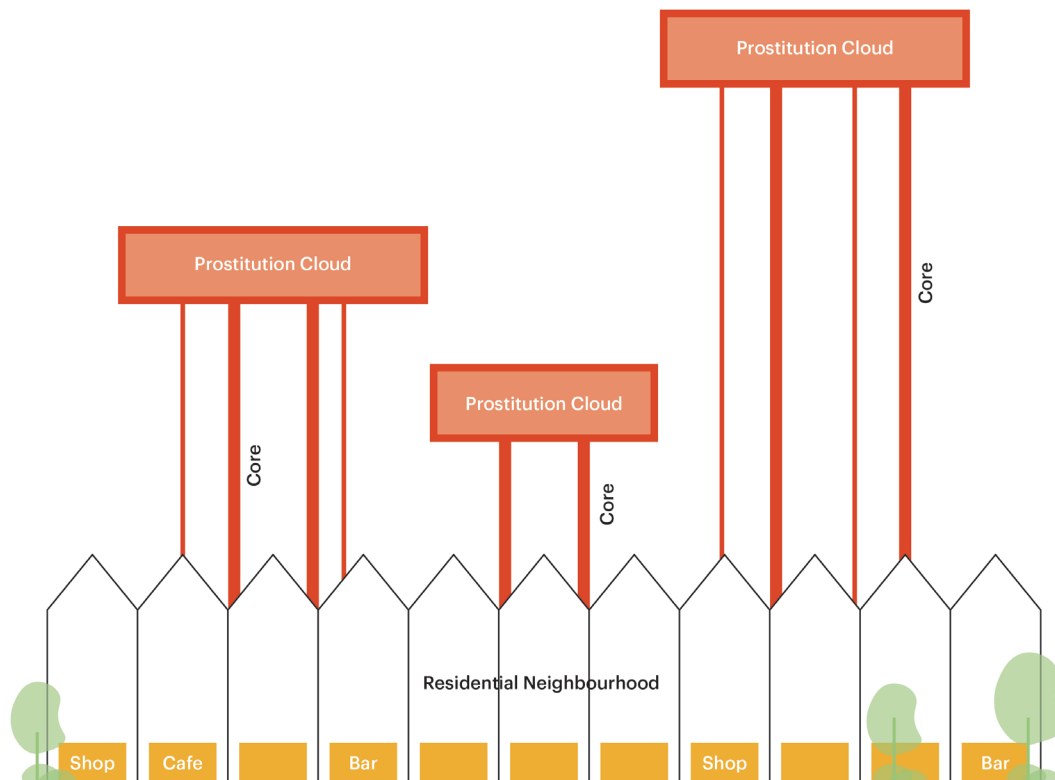 Prostitution Cloud
Prostitution Cloud
Core
Prostitution Cloud
Core
Core
Residential Neighbourhood
Shop
Cafe
Bar
Shop
Bar